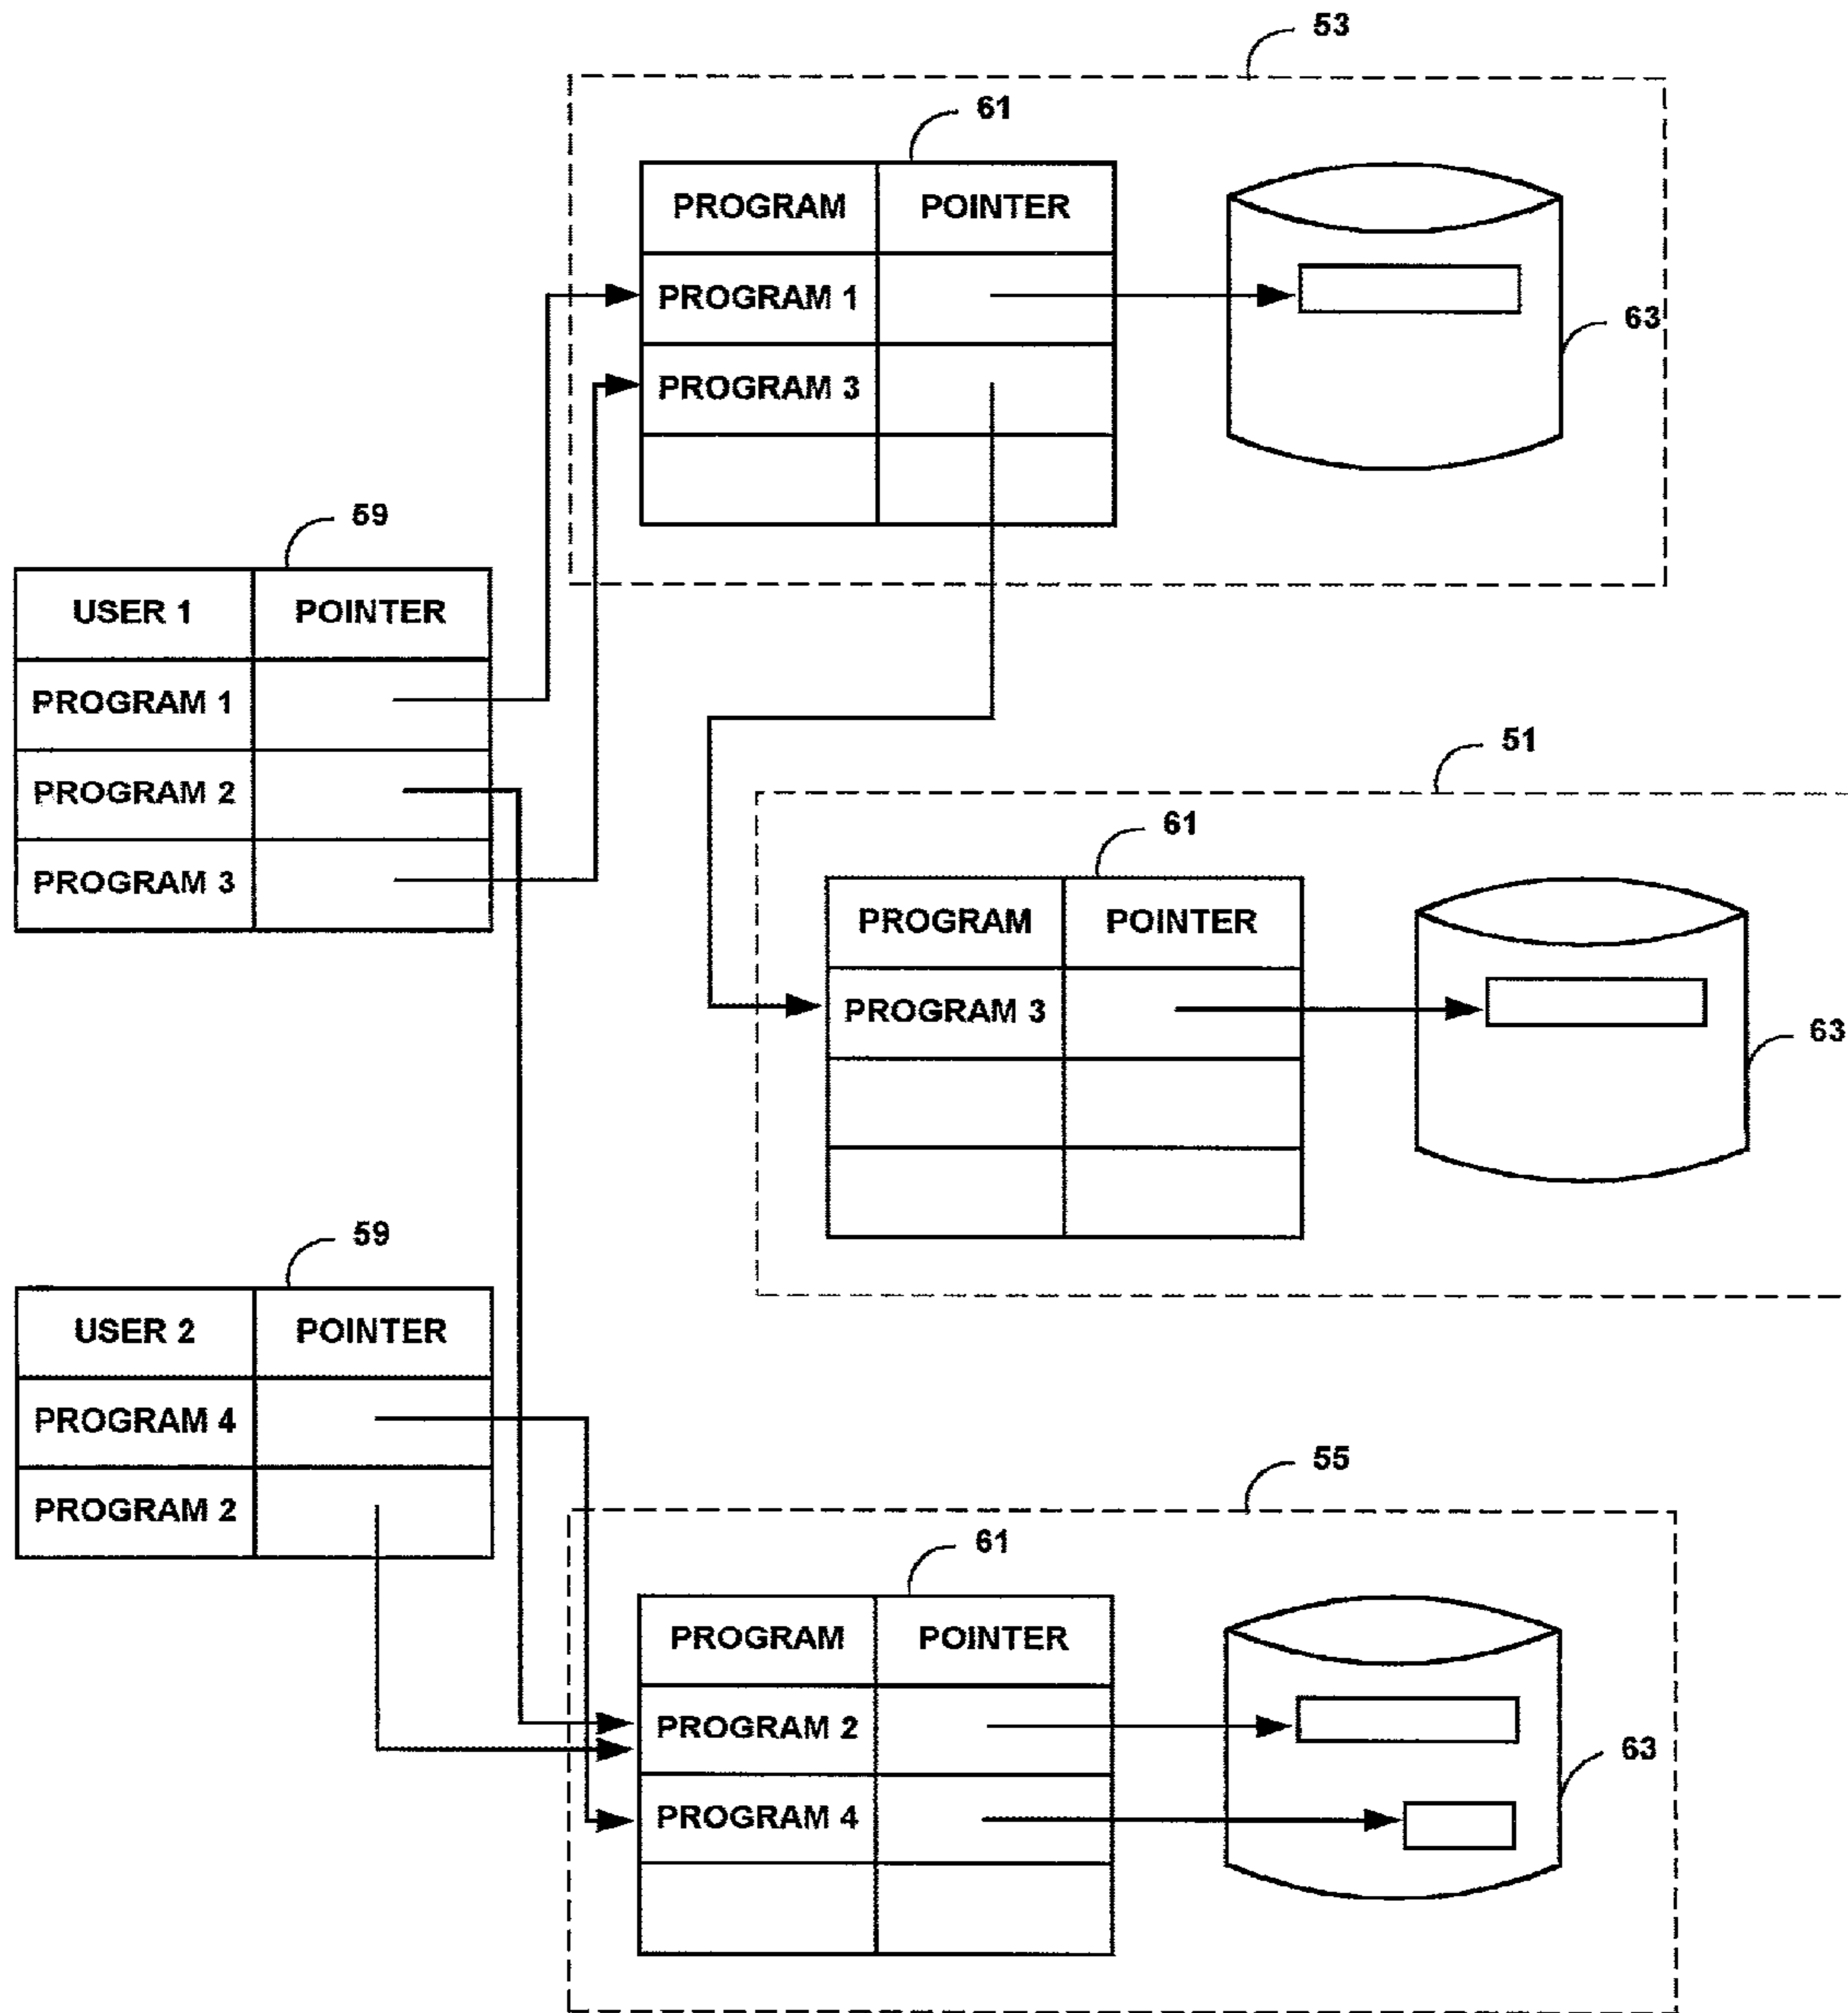 53
61
PROGRAM POINTER
PROGRAM 1
63
PROGRAM 3
59
USER 1 POINTER
PROGRAM 1
PROGRAM 2
PROGRAM 3
51
61
PROGRAM POINTER
PROGRAM 3
63
59
USER 2 POINTER
PROGRAM 4
PROGRAM 2
55
61
PROGRAM POINTER
PROGRAM 2
63
PROGRAM 4